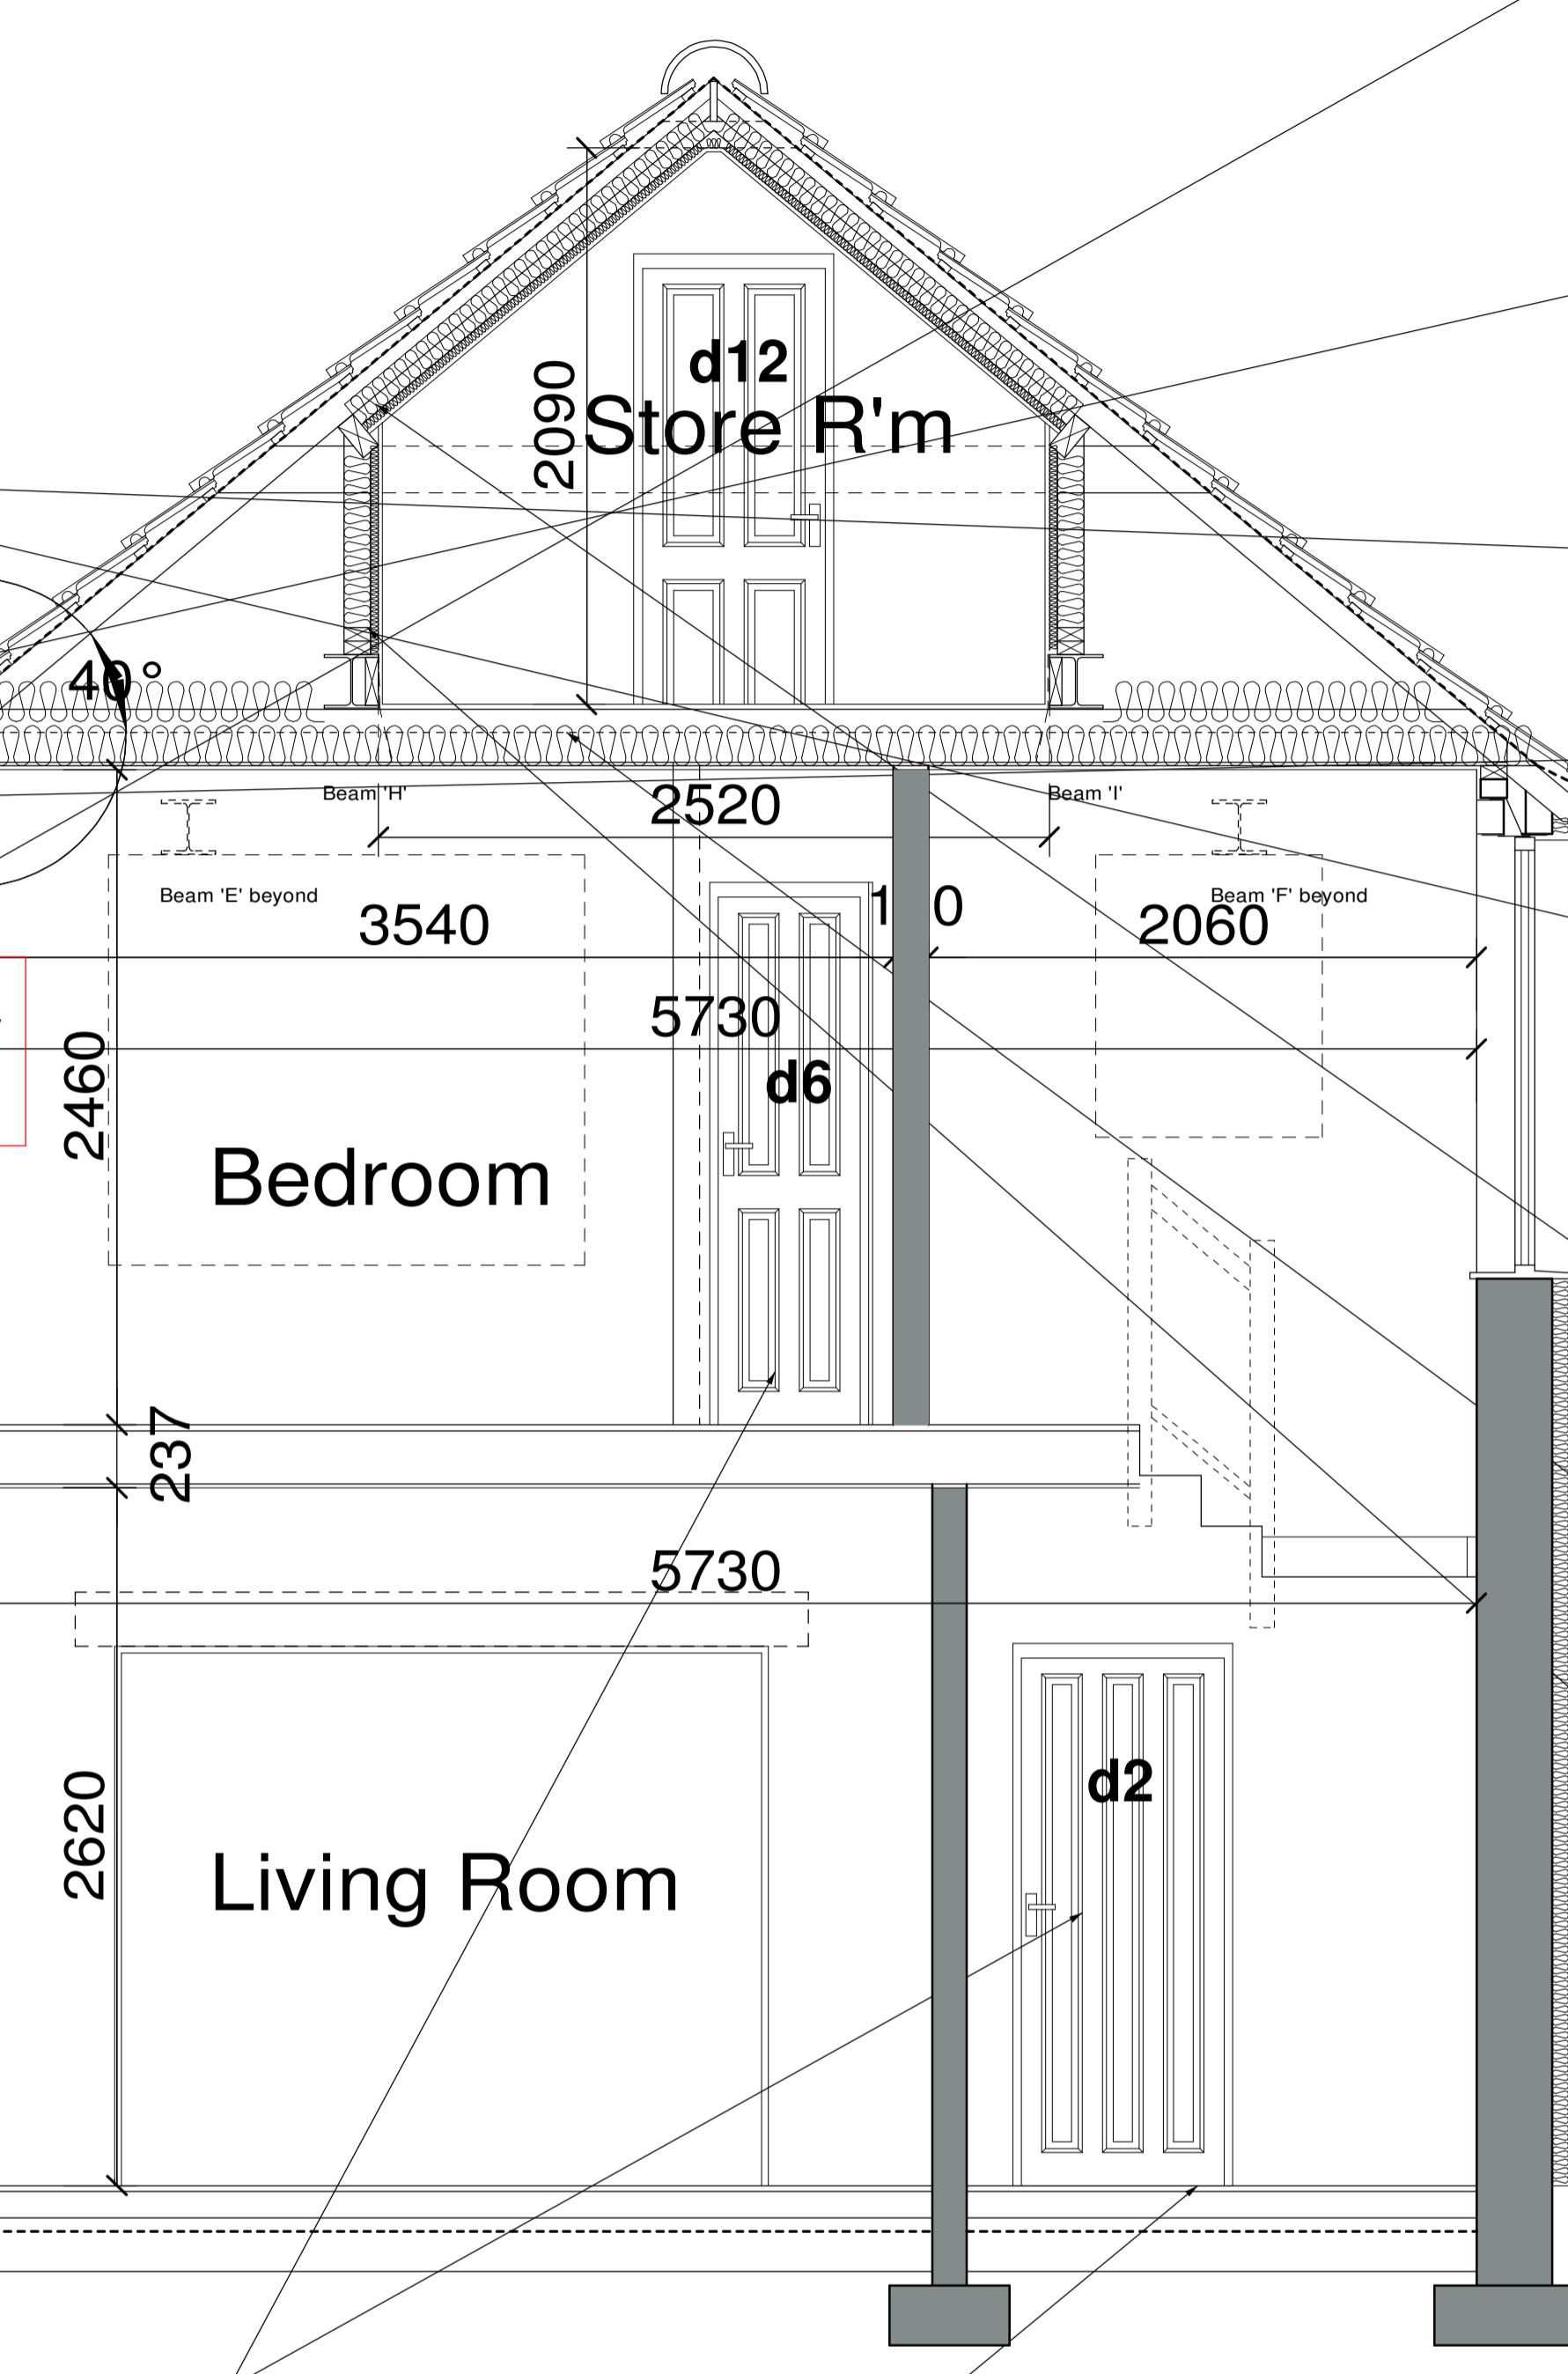 d12
Store R'm
2090
40°
Beam 'H'
2520
Beam 'I'
Beam 'E' beyond
Beam 'F' beyond
3540
2060
5730
2460
d6
Bedroom
237
5730
d2
2620
Living Room